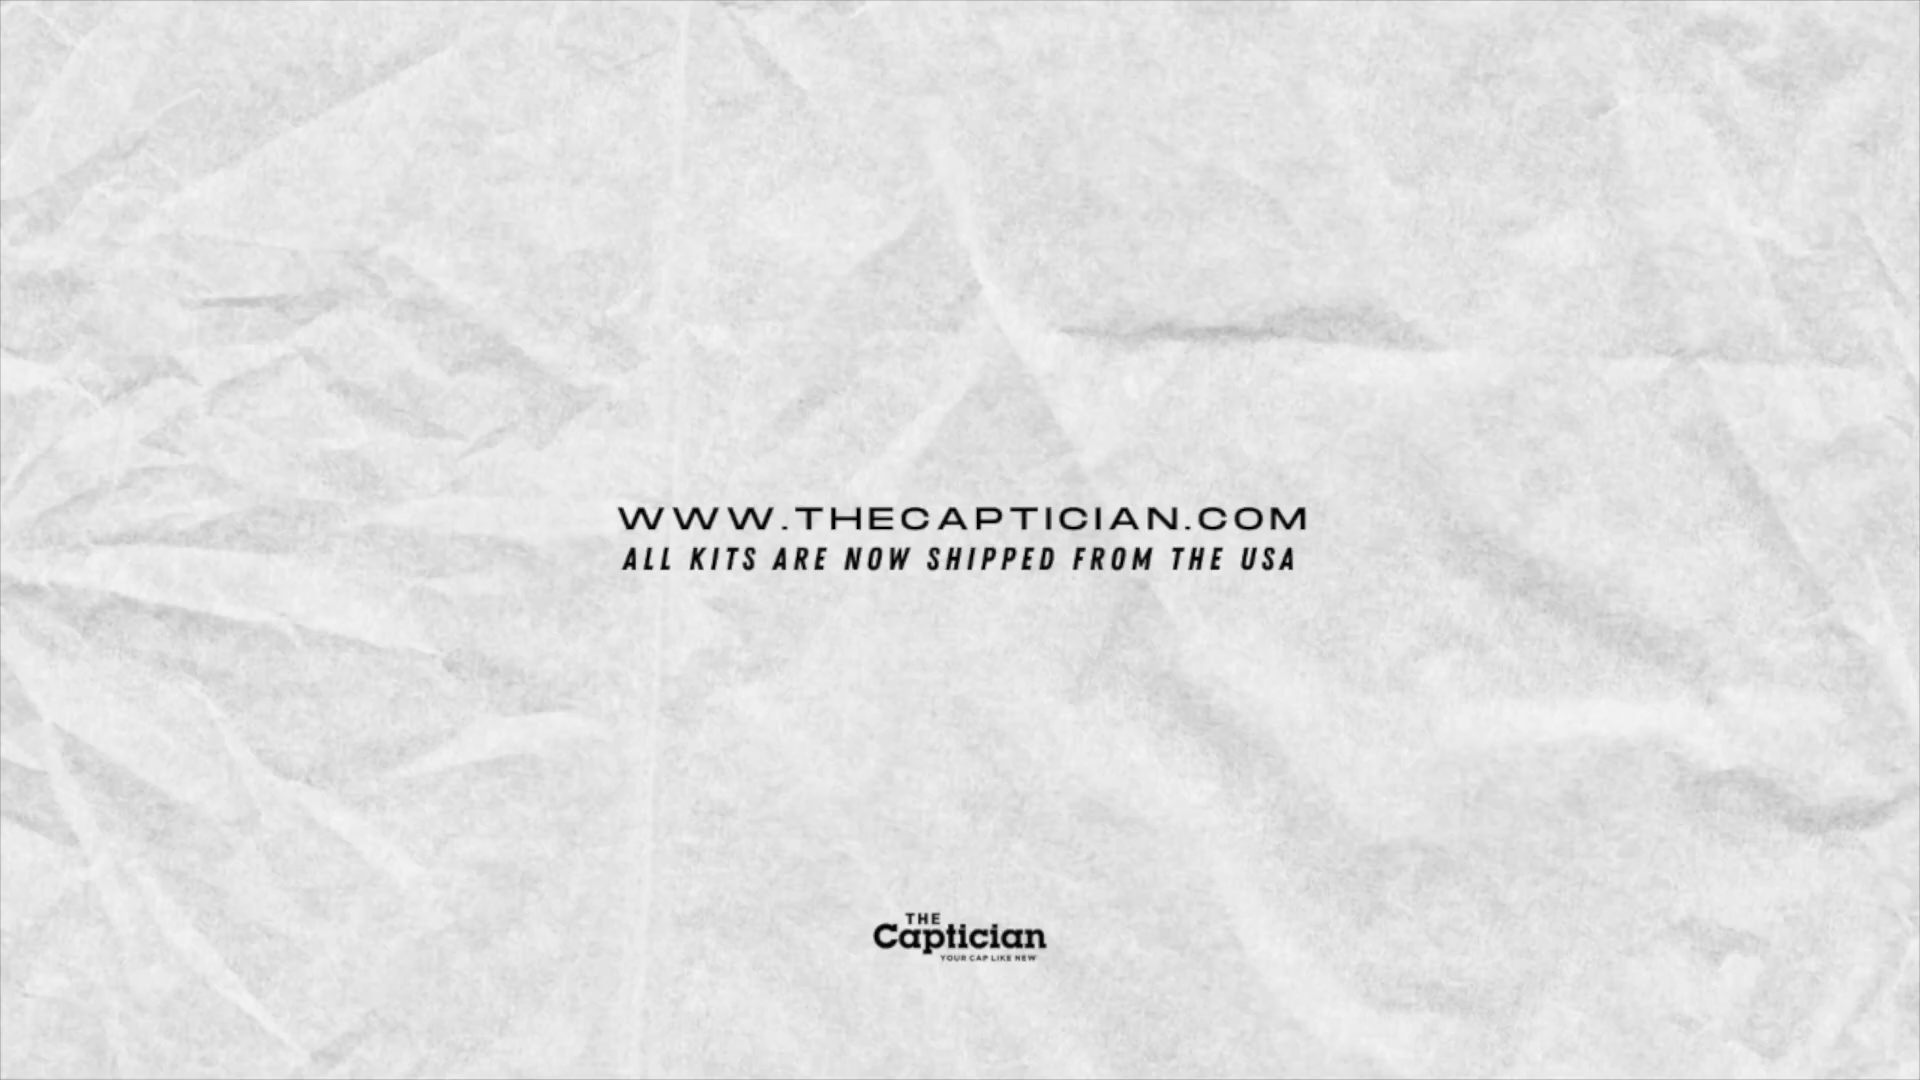 WWW.THECAPTICIAN.COM
ALL KITS ARE NOW SHIPPED FROM THE USA
THE
Captician
YOUR CAP LIKE NEW